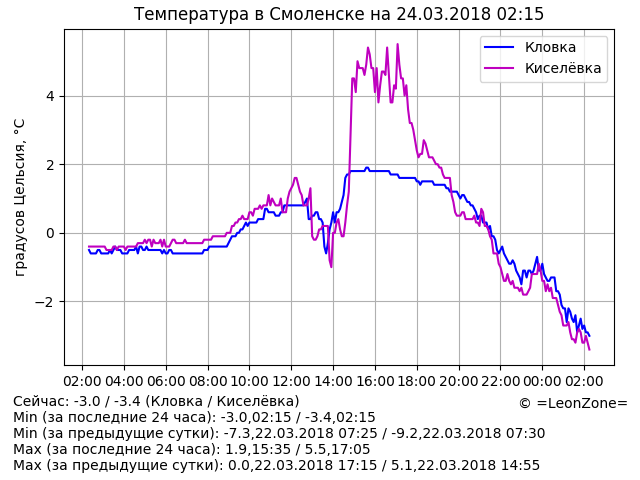 Температура в Смоленске на 24.03.2018 02:15
Кловка
Киселёвка
градусов Цельсия, °C
4
2
0
−2
02:00 04:00 06:00 08:00 10:00 12:00 14:00 16:00 18:00 20:00 22:00 00:00 02:00
Сейчас: -3.0 / -3.4 (Кловка / Киселёвка)
© =LeonZone=
Min (за последние 24 часа): -3.0,02:15 / -3.4,02:15
Min (за предыдущие сутки): -7.3,22.03.2018 07:25 / -9.2,22.03.2018 07:30
Max (за последние 24 часа): 1.9,15:35 / 5.5,17:05
Max (за предыдущие сутки): 0.0,22.03.2018 17:15 / 5.1,22.03.2018 14:55